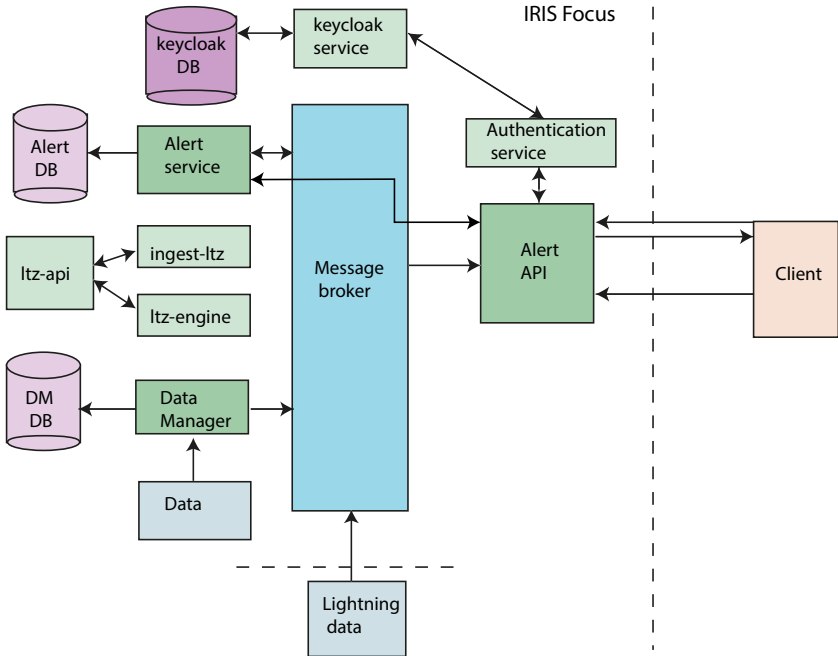 IRIS Focus
keycloak
DB
keycloak
service
Alert
DB
Alert
service
Authentication
service
ltz-api
ingest-ltz
ltz-engine
Message
broker
Alert
API
Client
DM
DB
Data
Manager
Data
Lightning
data